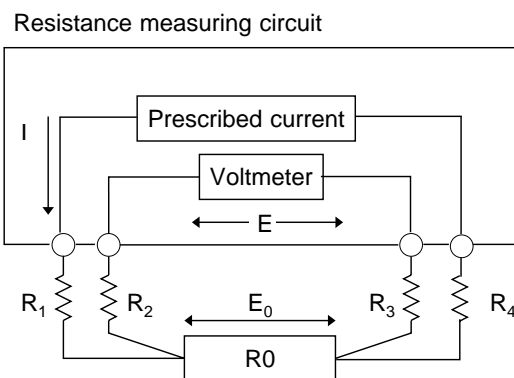 Resistance measuring circuit
Prescribed current
I
Voltmeter
E
R₁
R₂
E₀
R₃
R₄
R0